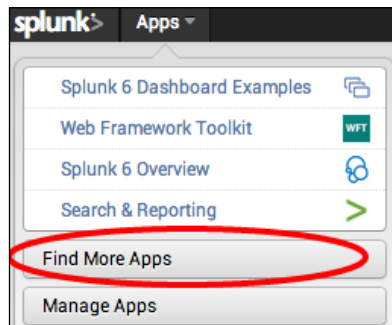 splunk> Apps
Splunk 6 Dashboard Examples
Web Framework Toolkit WFT
Splunk 6 Overview
Search & Reporting >
Find More Apps
Manage Apps